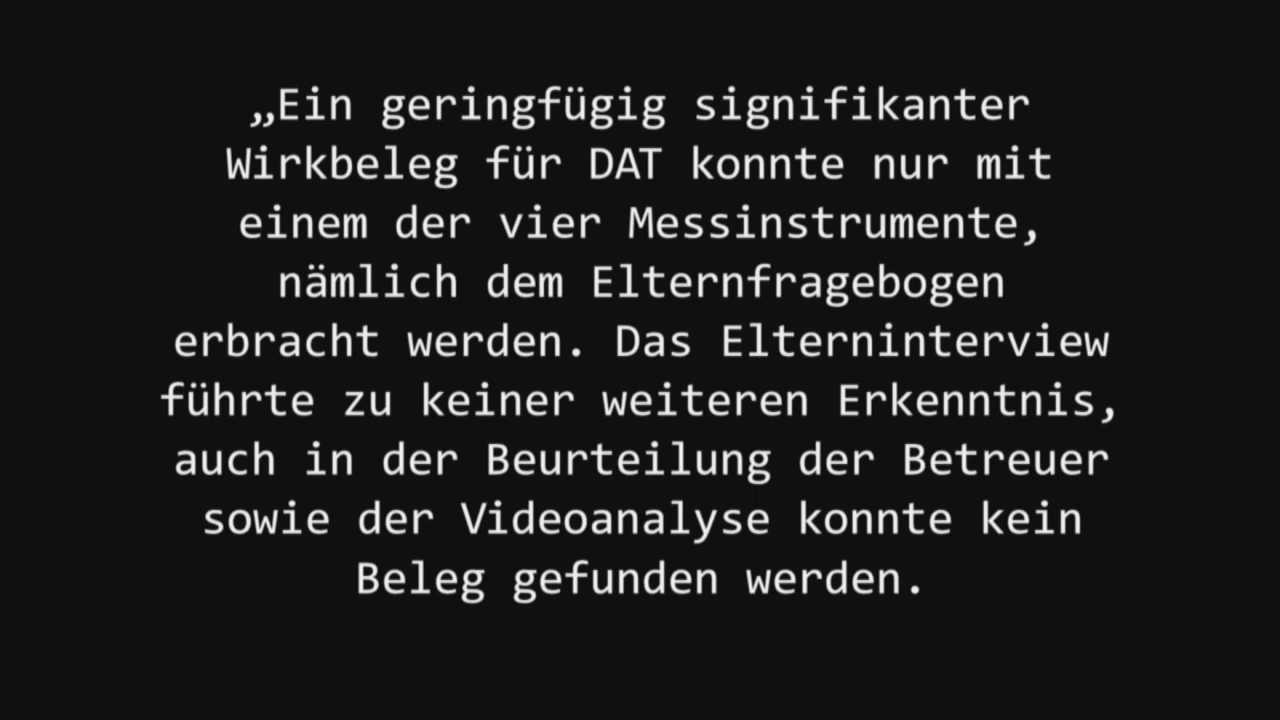 „Ein geringfügig signifikanter
Wirkbeleg für DAT konnte nur mit
einem der vier Messinstrumente,
nämlich dem Elternfragebogen
erbracht werden. Das Elterninterview
führte zu keiner weiteren Erkenntnis,
auch in der Beurteilung der Betreuer
sowie der Videoanalyse konnte kein
Beleg gefunden werden.